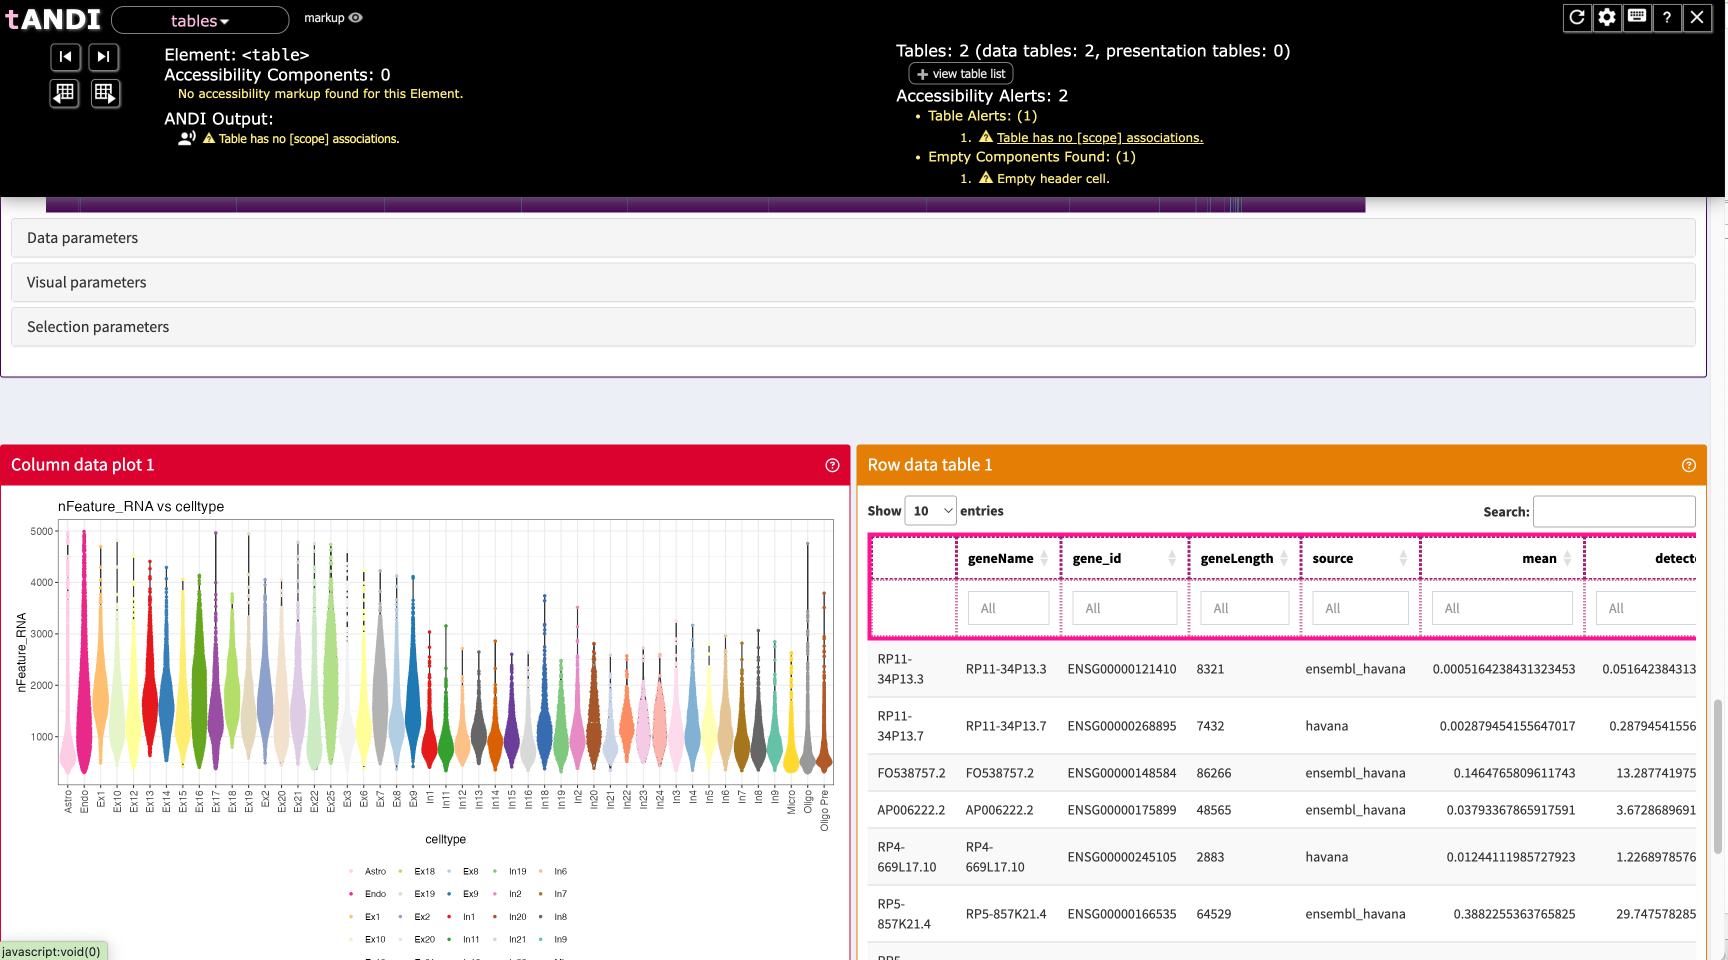 tANDI
tables
markup
Element: <table>
Accessibility Components: 0
No accessibility markup found for this Element.
ANDI Output:
Table has no [scope] associations.
Tables: 2 (data tables: 2, presentation tables: 0)
+ view table list
Accessibility Alerts: 2
• Table Alerts: (1)
1. Table has no [scope] associations.
• Empty Components Found: (1)
1. Empty header cell.
?
Data parameters
Visual parameters
Selection parameters
Column data plot 1
?
nFeature_RNA vs celltype
5000
4000
3000
2000
1000
nFeature_RNA
Astro Endo Ex1 Ex10 Ex12 Ex13 Ex14 Ex15 Ex16 Ex17 Ex18 Ex19 Ex2 Ex20 Ex21 Ex22 Ex25 Ex3 Ex6 Ex7 Ex8 Ex9 In1 In11 In12 In13 In14 In15 In16 In18 In19 In2 In20 In21 In22 In23 In24 In3 In4 In5 In6 In7 In8 In9 Micro Oligo Oligo Pre
celltype
Astro Ex18 Ex8 In19 In6
Endo Ex19 Ex9 In2 In7
Ex1 Ex2 In1 In20 In8
Ex10 Ex20 In11 In21 In9
javascript:void(0)
Row data table 1
?
Show 10 entries
Search:
geneName gene_id geneLength source mean detecte
All All All All All All
RP11-
34P13.3 RP11-34P13.3 ENSG00000121410 8321 ensembl_havana 0.0005164238431323453 0.051642384313
RP11-
34P13.7 RP11-34P13.7 ENSG00000268895 7432 havana 0.002879454155647017 0.28794541556
FO538757.2 FO538757.2 ENSG00000148584 86266 ensembl_havana 0.1464765809611743 13.287741975
AP006222.2 AP006222.2 ENSG00000175899 48565 ensembl_havana 0.03793367865917591 3.6728689691
RP4- RP4-
669L17.10 669L17.10 ENSG00000245105 2883 havana 0.01244111985727923 1.2268978576
RP5-
857K21.4 RP5-857K21.4 ENSG00000166535 64529 ensembl_havana 0.3882255363765825 29.747578285